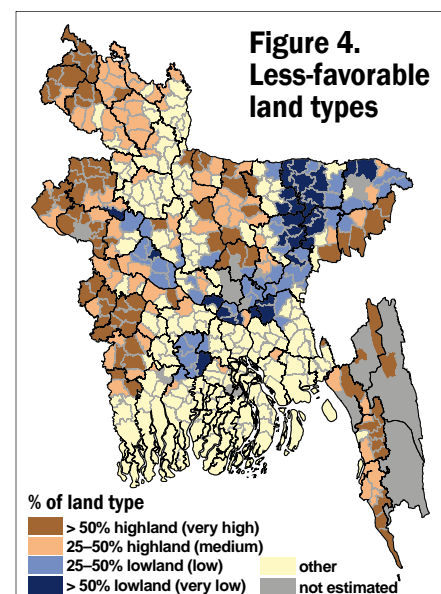 Figure 4.
Less-favorable
land types
% of land type
> 50% highland (very high)
25–50% highland (medium)
25–50% lowland (low)
> 50% lowland (very low)
other
not estimated